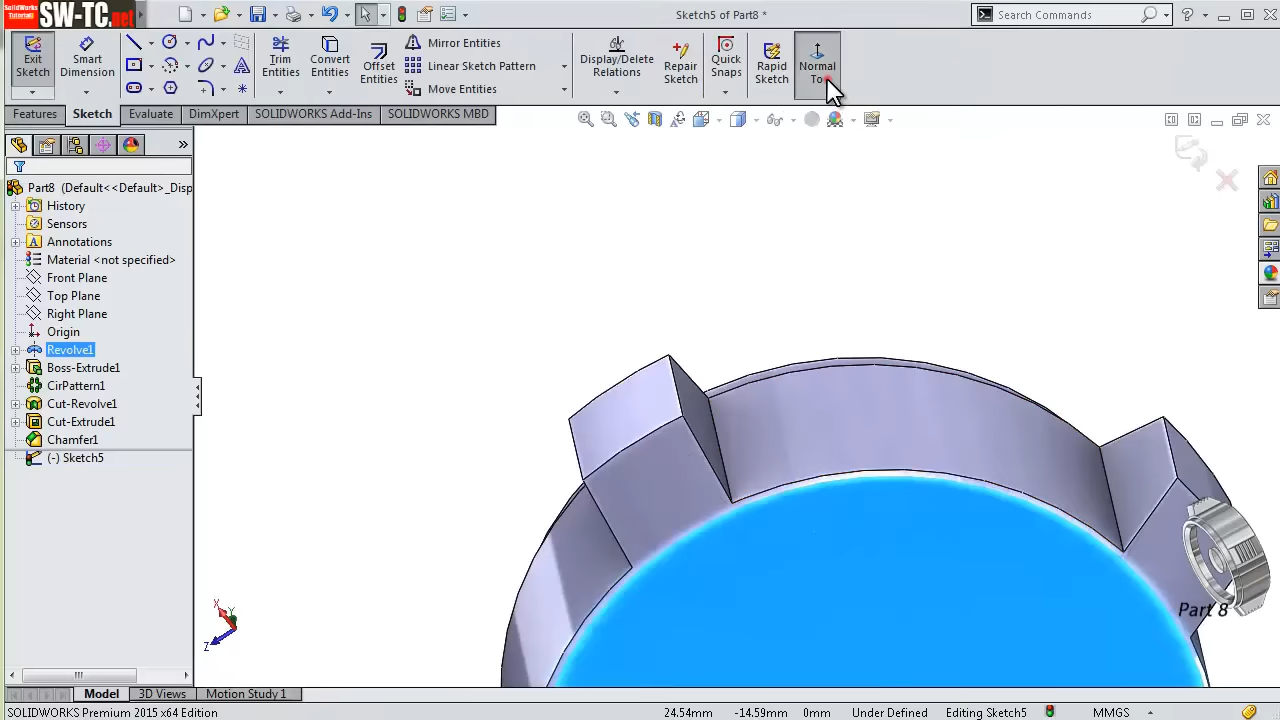 SolidWorks
Tutorials
SW-TC.net
Sketch5 of Part8 *
Search Commands
Exit
Sketch
Smart
Dimension
Trim
Entities
Convert
Entities
Offset
Entities
Mirror Entities
Linear Sketch Pattern
Move Entities
Display/Delete
Relations
Repair
Sketch
Quick
Snaps
Rapid
Sketch
Normal
To
Features
Sketch
Evaluate
DimXpert
SOLIDWORKS Add-Ins
SOLIDWORKS MBD
Part8 (Default<<Default>_Disp
History
Sensors
Annotations
Material <not specified>
Front Plane
Top Plane
Right Plane
Origin
Revolve1
Boss-Extrude1
CirPattern1
Cut-Revolve1
Cut-Extrude1
Chamfer1
(-) Sketch5
X
Y
Z
Part 8
Model
3D Views
Motion Study 1
SOLIDWORKS Premium 2015 x64 Edition
24.54mm
-14.59mm
0mm
Under Defined
Editing Sketch5
MMGS